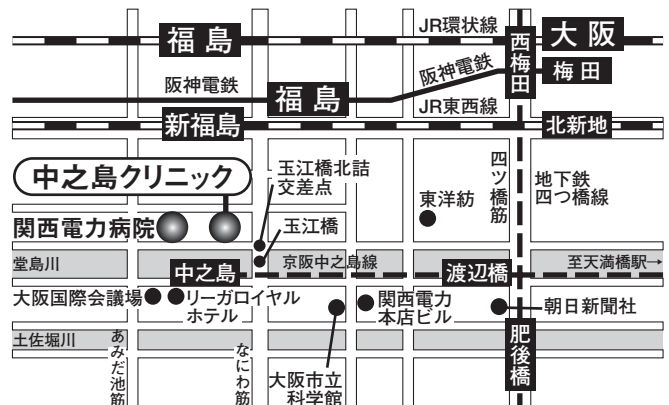 JR環状線
福島
西梅田
大阪
阪神電鉄
阪神電鉄
梅田
福島
JR東西線
新福島
北新地
中之島クリニック
玉江橋北詰
交差点
四ツ橋筋
地下鉄
四つ橋線
東洋紡
関西電力病院
玉江橋
堂島川
中之島
京阪中之島線
渡辺橋
至天満橋駅→
大阪国際会議場
リーガロイヤル
ホテル
関西電力
本店ビル
朝日新聞社
土佐堀川
あみだ池筋
なにわ筋
大阪市立
科学館
肥後橋